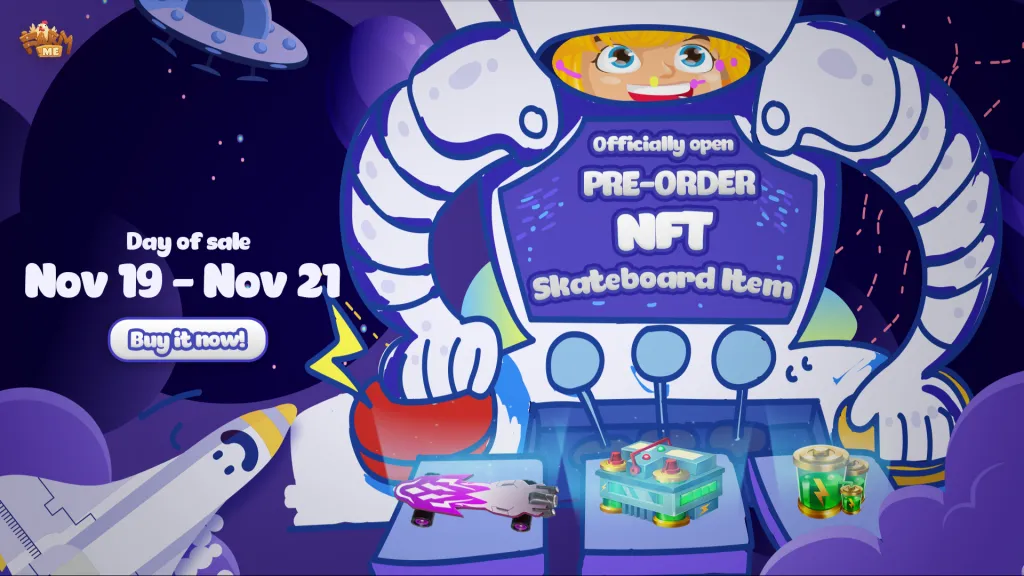 ME
Officially open
PRE-ORDER
NFT
Skateboard Item
Day of sale
Nov 19 - Nov 21
Buy it now!